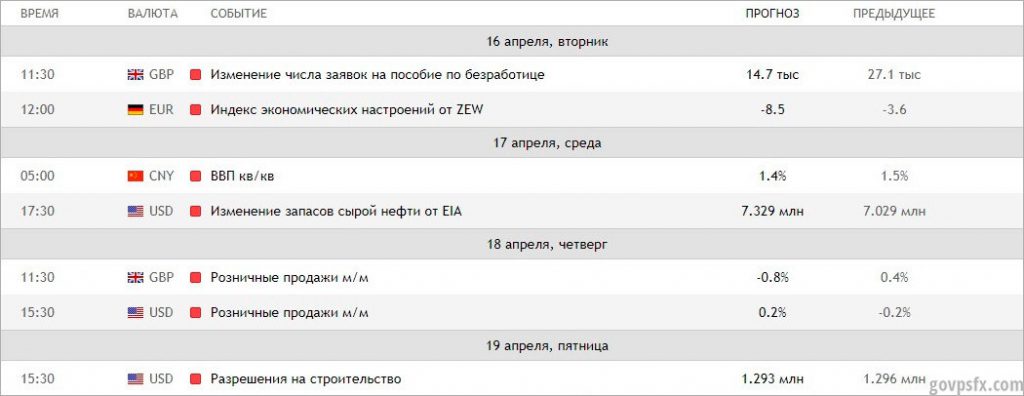 ВРЕМЯ ВАЛЮТА СОБЫТИЕ ПРОГНОЗ ПРЕДЫДУЩЕЕ
16 апреля, вторник
11:30 GBP Изменение числа заявок на пособие по безработице 14.7 тыс 27.1 тыс
12:00 EUR Индекс экономических настроений от ZEW -8.5 -3.6
17 апреля, среда
05:00 CNY ВВП кв/кв 1.4% 1.5%
17:30 USD Изменение запасов сырой нефти от EIA 7.329 млн 7.029 млн
18 апреля, четверг
11:30 GBP Розничные продажи м/м -0.8% 0.4%
15:30 USD Розничные продажи м/м 0.2% -0.2%
19 апреля, пятница
15:30 USD Разрешения на строительство 1.293 млн 1.296 млн
govpsfx.com